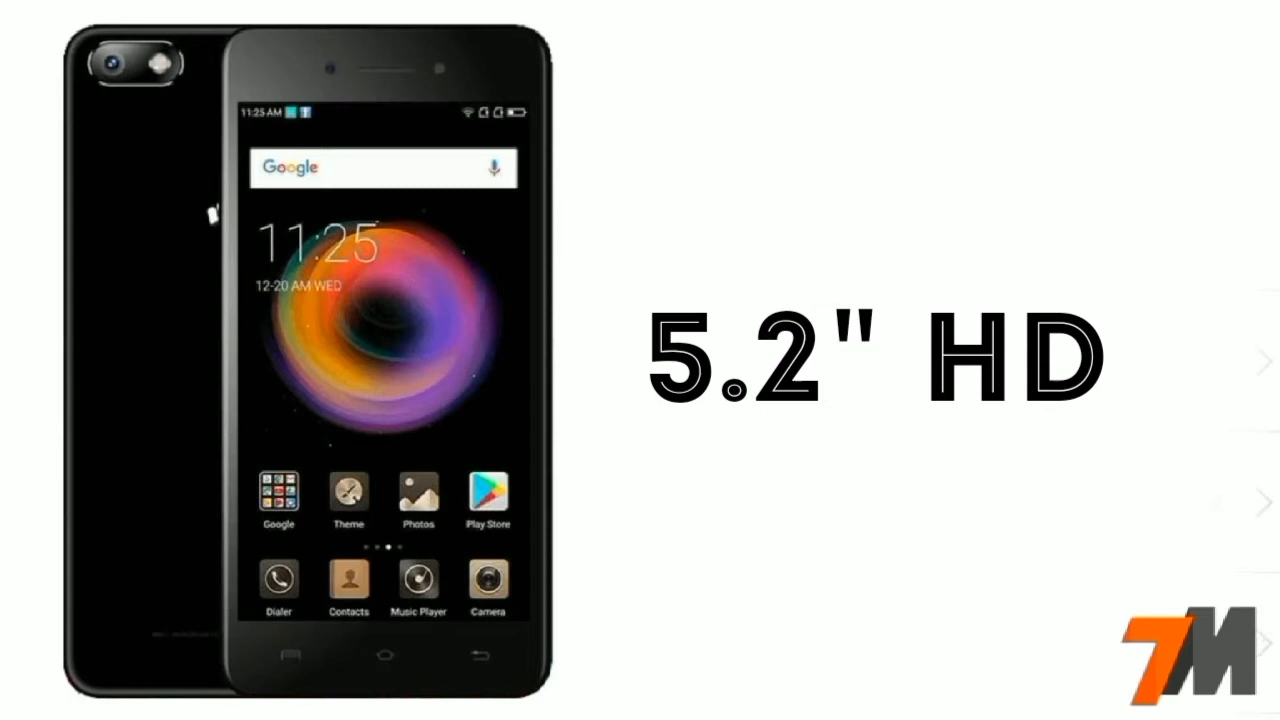 11:25 AM
Google
11:25
12-20 AM WED
Google
Theme
Photos
Play Store
Dialer
Contacts
Music Player
Camera
5.2" HD
7M